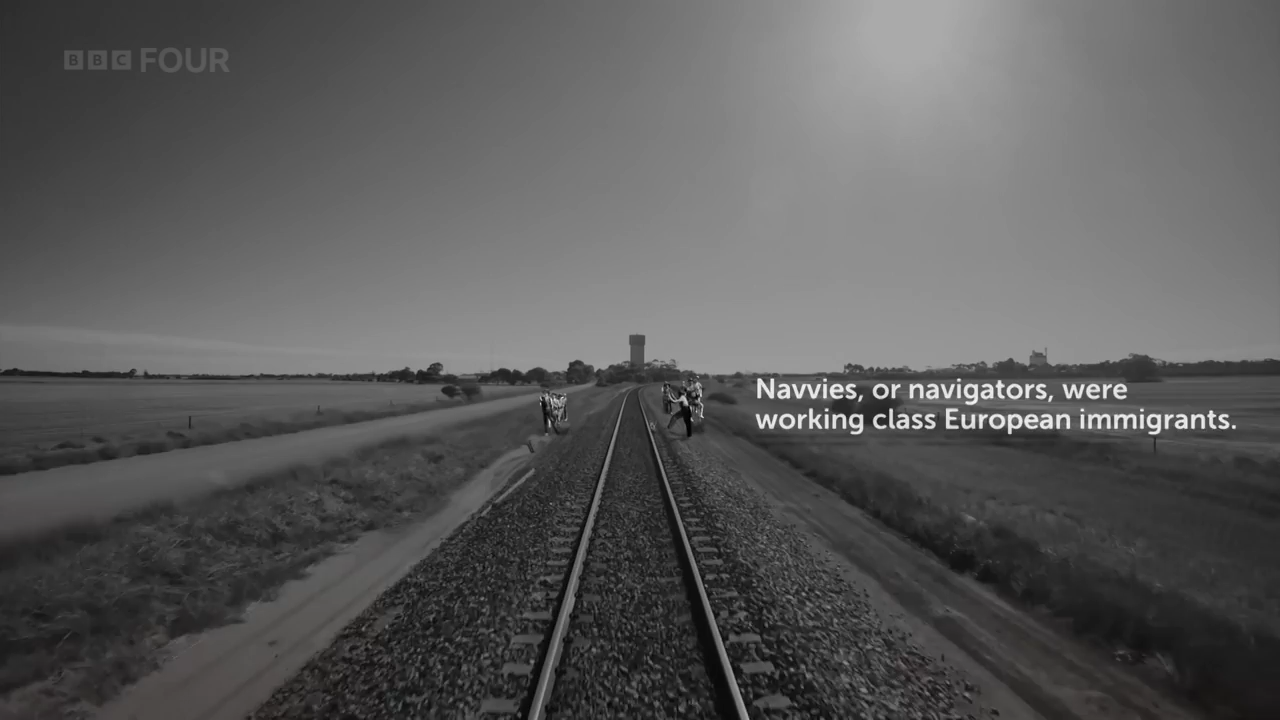 BBC FOUR
Navvies, or navigators, were
working class European immigrants.